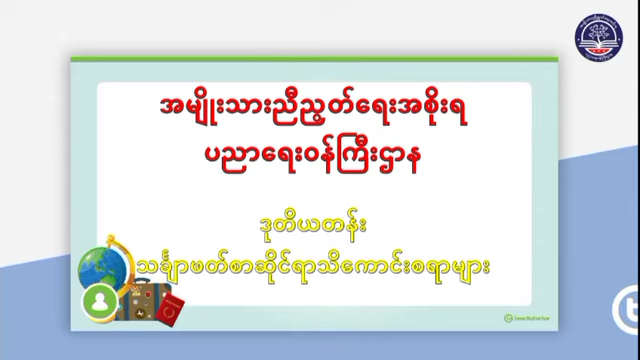 အမျိုးသားညီညွတ်ရေးအစိုးရ
ပညာရေးဝန်ကြီးဌာန
ဒုတိယတန်း
သင်္ချာဖတ်စာဆိုင်ရာသိကောင်းစရာများ
teachstarter